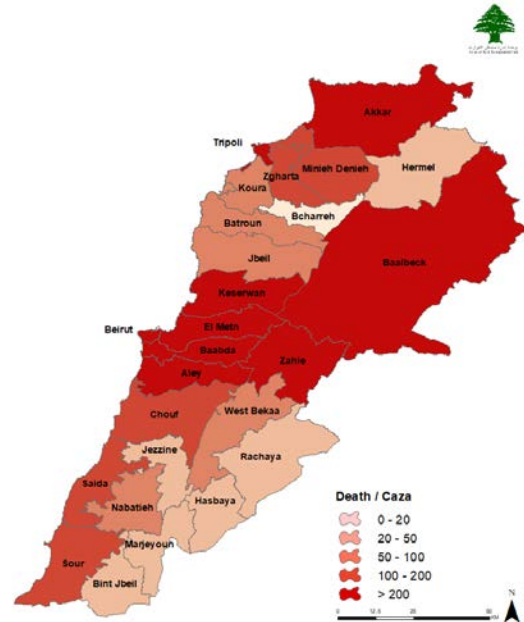 Akkar
Tripoli
Hermel
Minieh Denieh
Zgharta
Koura
Bcharreh
Batroun
Jbeil
Baalbeck
Keserwan
El Metn
Beirut
Baabda
Zahle
Aley
Chouf
West Bekaa
Jezzine
Rachaya
Saida
Hasbaya
Nabatieh
Marjeyoun
Sour
Bint Jbeil
Death / Caza
0 - 20
20 - 50
50 - 100
100 - 200
> 200
N